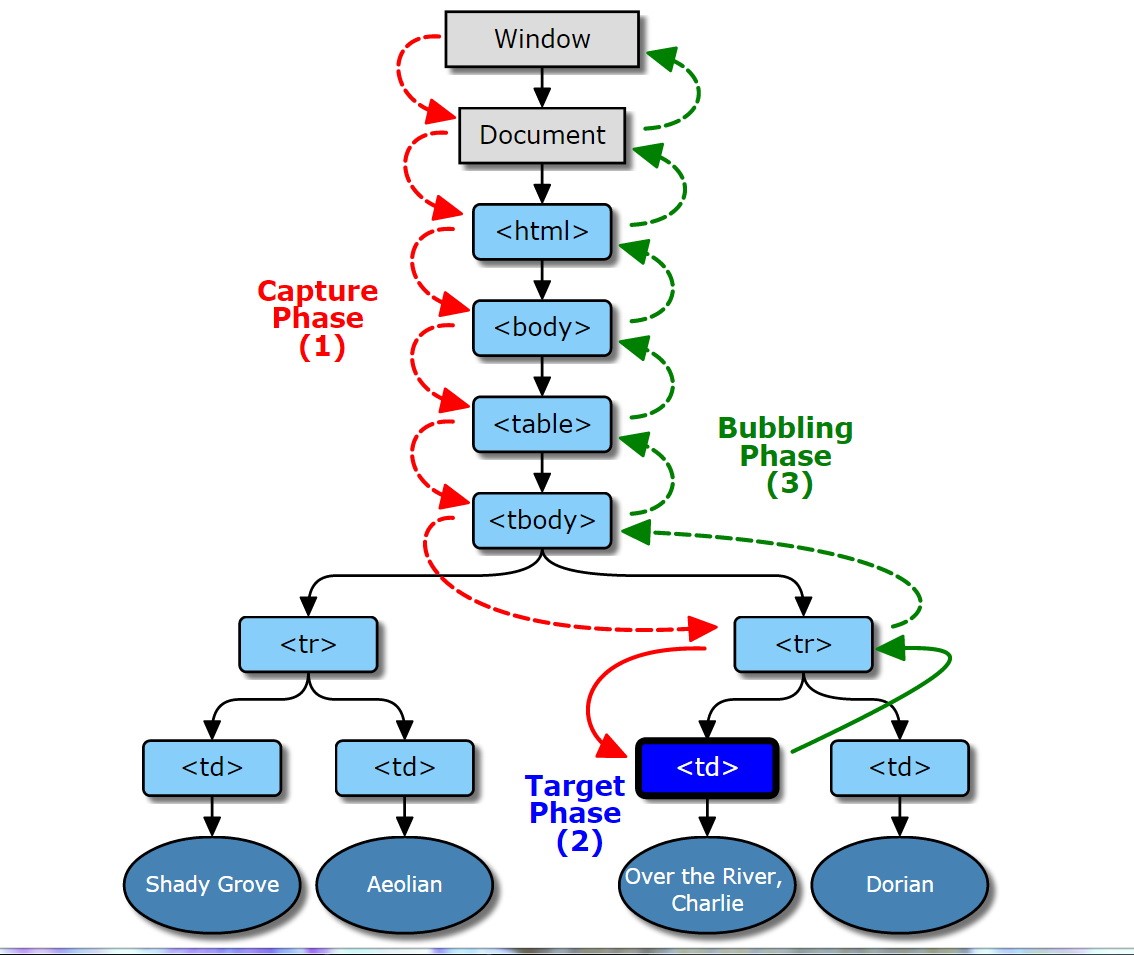 Window
Document
<html>
Capture
Phase
(1)
<body>
<table>
Bubbling
Phase
(3)
<tbody>
<tr>
<tr>
<td>
<td>
<td>
<td>
Target
Phase
(2)
Shady Grove
Aeolian
Over the River,
Charlie
Dorian